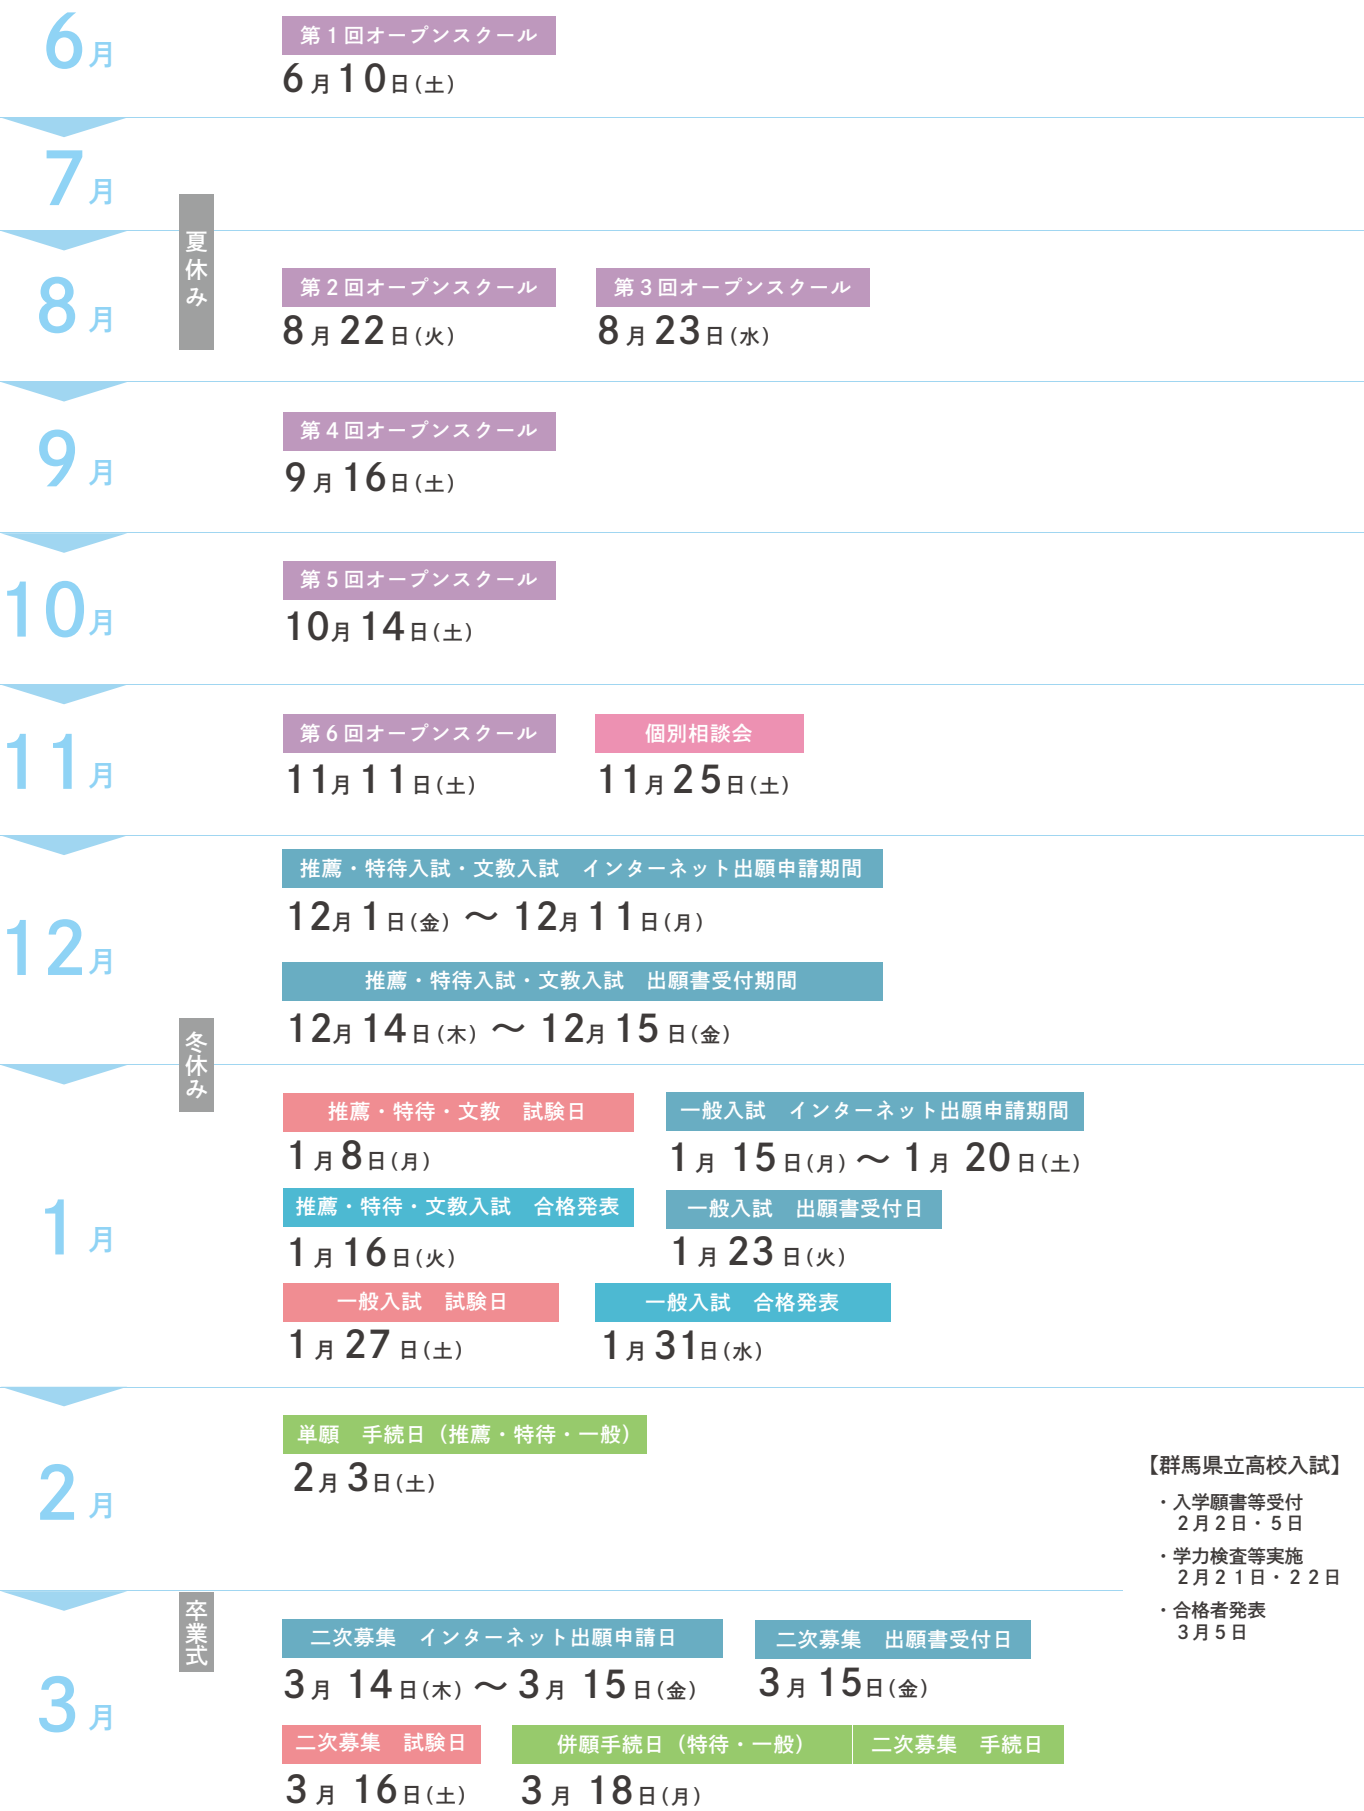 6月
第1回オープンスクール
6月10日(土)
7月
夏休み
8月
第2回オープンスクール
8月22日(火)
第3回オープンスクール
8月23日(水)
9月
第4回オープンスクール
9月16日(土)
10月
第5回オープンスクール
10月14日(土)
11月
第6回オープンスクール
11月11日(土)
個別相談会
11月25日(土)
12月
推薦・特待入試・文教入試　インターネット出願申請期間
12月1日(金)～12月11日(月)
推薦・特待入試・文教入試　出願書受付期間
12月14日(木)～12月15日(金)
冬休み
1月
推薦・特待・文教　試験日
1月8日(月)
一般入試　インターネット出願申請期間
1月15日(月)～1月20日(土)
推薦・特待・文教入試　合格発表
1月16日(火)
一般入試　出願書受付日
1月23日(火)
一般入試　試験日
1月27日(土)
一般入試　合格発表
1月31日(水)
2月
単願　手続日（推薦・特待・一般）
2月3日(土)
【群馬県立高校入試】
・入学願書等受付
2月2日・5日
・学力検査等実施
2月21日・22日
・合格者発表
3月5日
卒業式
3月
二次募集　インターネット出願申請日
3月14日(木)～3月15日(金)
二次募集　出願書受付日
3月15日(金)
二次募集　試験日
3月16日(土)
併願手続日（特待・一般）
二次募集　手続日
3月18日(月)